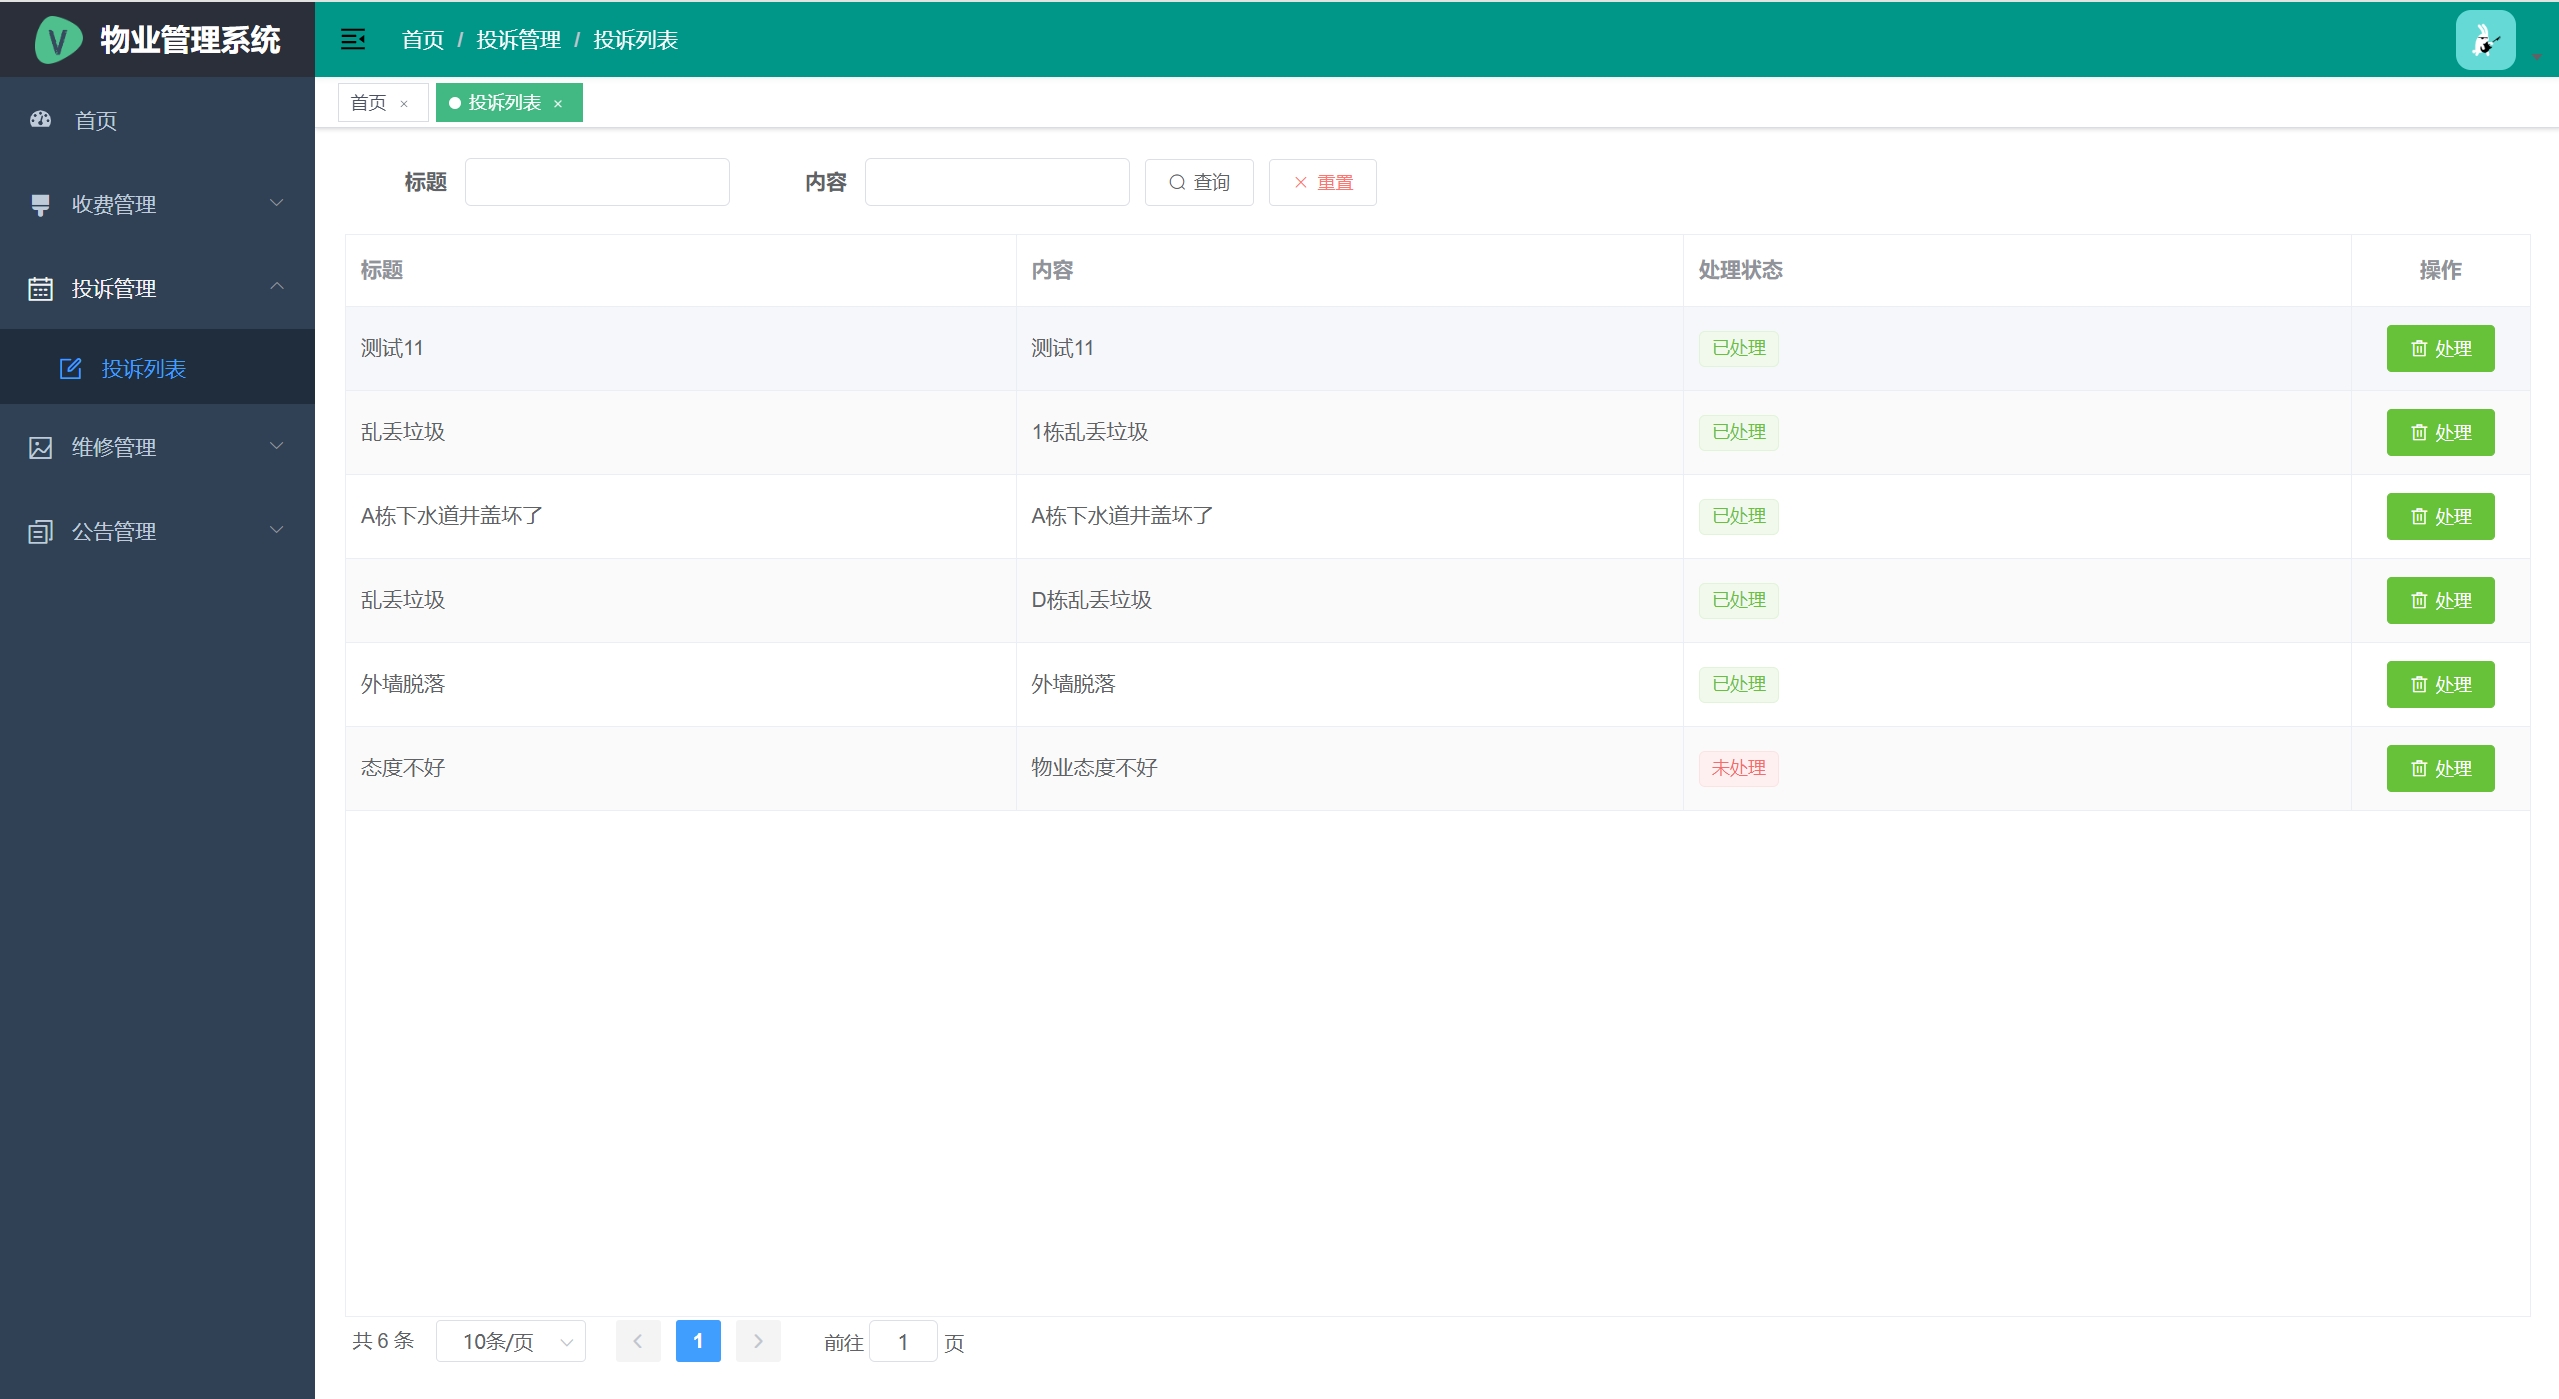 物业管理系统
首页 / 投诉管理 / 投诉列表
首页 ×
投诉列表 ×
首页
收费管理
投诉管理
投诉列表
维修管理
公告管理
标题
内容
查询
重置
标题 内容 处理状态 操作
测试11 测试11 已处理 处理
乱丢垃圾 1栋乱丢垃圾 已处理 处理
A栋下水道井盖坏了 A栋下水道井盖坏了 已处理 处理
乱丢垃圾 D栋乱丢垃圾 已处理 处理
外墙脱落 外墙脱落 已处理 处理
态度不好 物业态度不好 未处理 处理
共 6 条 10条/页 1 前往 1 页